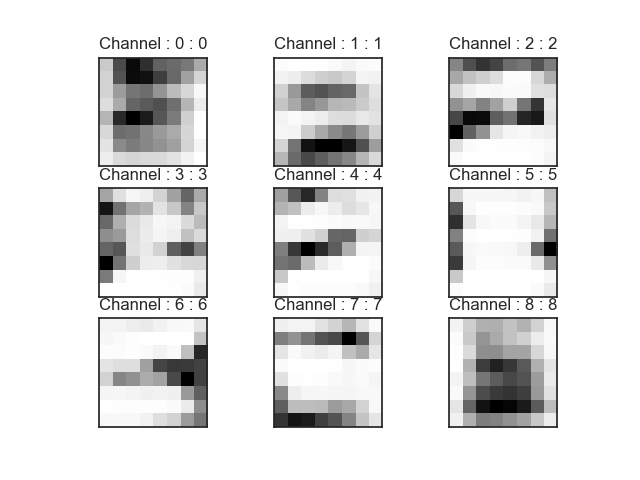 Channel : 0 : 0
Channel : 1 : 1
Channel : 2 : 2
Channel : 3 : 3
Channel : 4 : 4
Channel : 5 : 5
Channel : 6 : 6
Channel : 7 : 7
Channel : 8 : 8